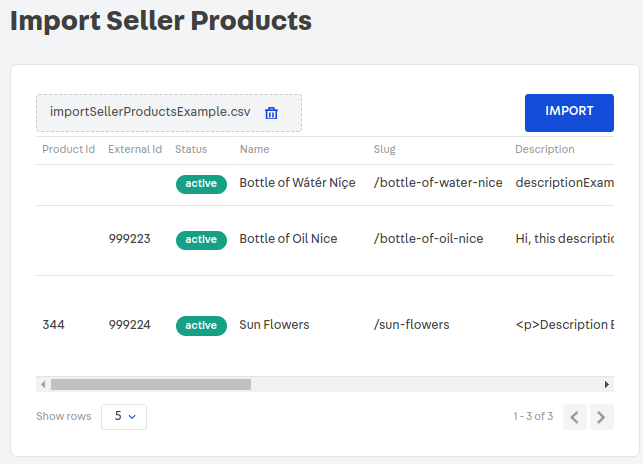 Import Seller Products
importSellerProductsExample.csv
IMPORT
Product Id External Id Status Name Slug Description
active Bottle of Wátér Níçe /bottle-of-water-nice descriptionExam
999223 active Bottle of Oil Nice /bottle-of-oil-nice Hi, this descriptic
344 999224 active Sun Flowers /sun-flowers <p>Description E
Show rows 5 1 - 3 of 3